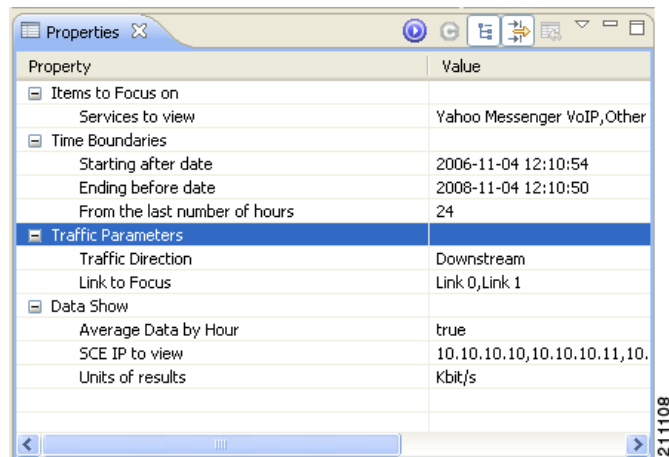 Properties
Property Value
Items to Focus on
Services to view Yahoo Messenger VoIP,Other
Time Boundaries
Starting after date 2006-11-04 12:10:54
Ending before date 2008-11-04 12:10:50
From the last number of hours 24
Traffic Parameters
Traffic Direction Downstream
Link to Focus Link 0,Link 1
Data Show
Average Data by Hour true
SCE IP to view 10.10.10.10,10.10.10.11,10.
Units of results Kbit/s
211108